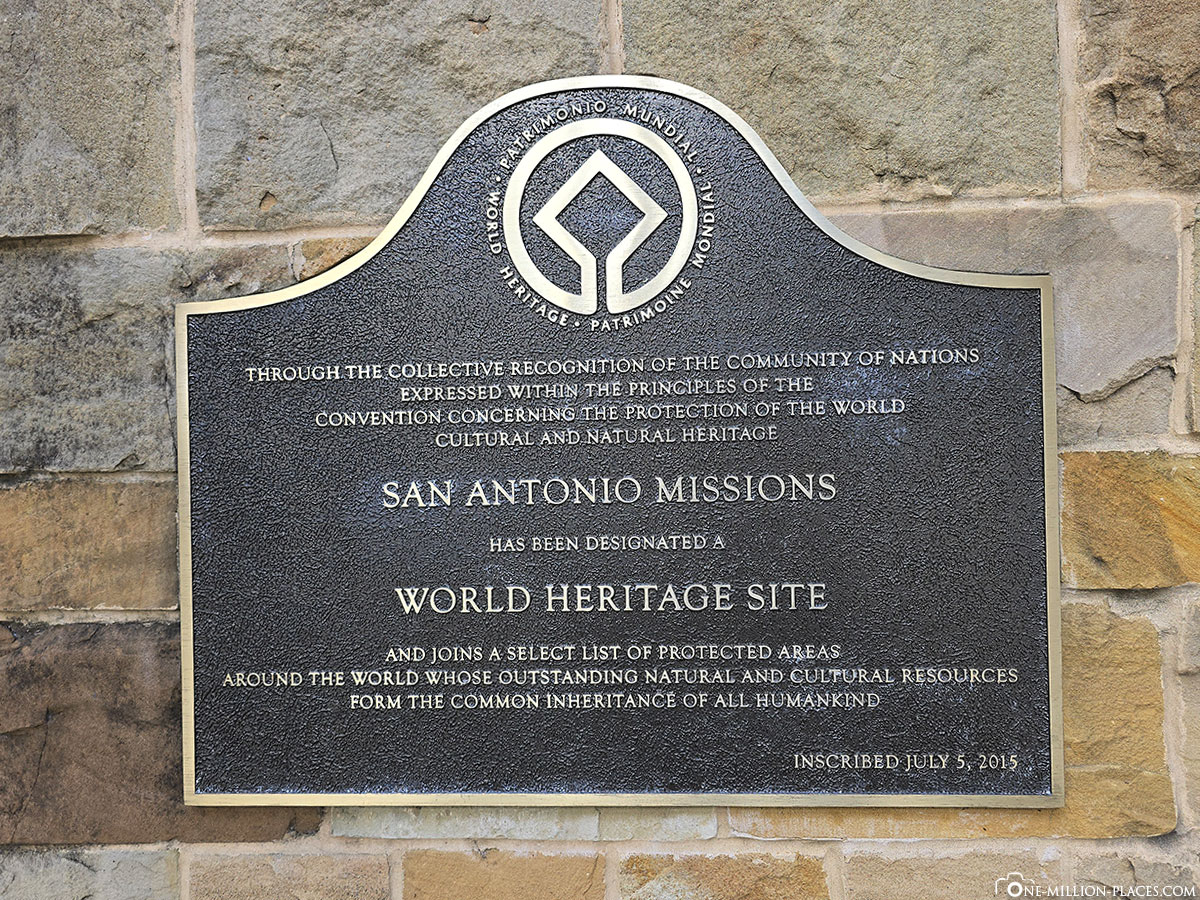 · PATRIMONIO MUNDIAL ·
WORLD HERITAGE · PATRIMOINE MONDIAL
THROUGH THE COLLECTIVE RECOGNITION OF THE COMMUNITY OF NATIONS
EXPRESSED WITHIN THE PRINCIPLES OF THE
CONVENTION CONCERNING THE PROTECTION OF THE WORLD
CULTURAL AND NATURAL HERITAGE
SAN ANTONIO MISSIONS
HAS BEEN DESIGNATED A
WORLD HERITAGE SITE
AND JOINS A SELECT LIST OF PROTECTED AREAS
AROUND THE WORLD WHOSE OUTSTANDING NATURAL AND CULTURAL RESOURCES
FORM THE COMMON INHERITANCE OF ALL HUMANKIND
INSCRIBED JULY 5, 2015
ONE-MILLION-PLACES.COM